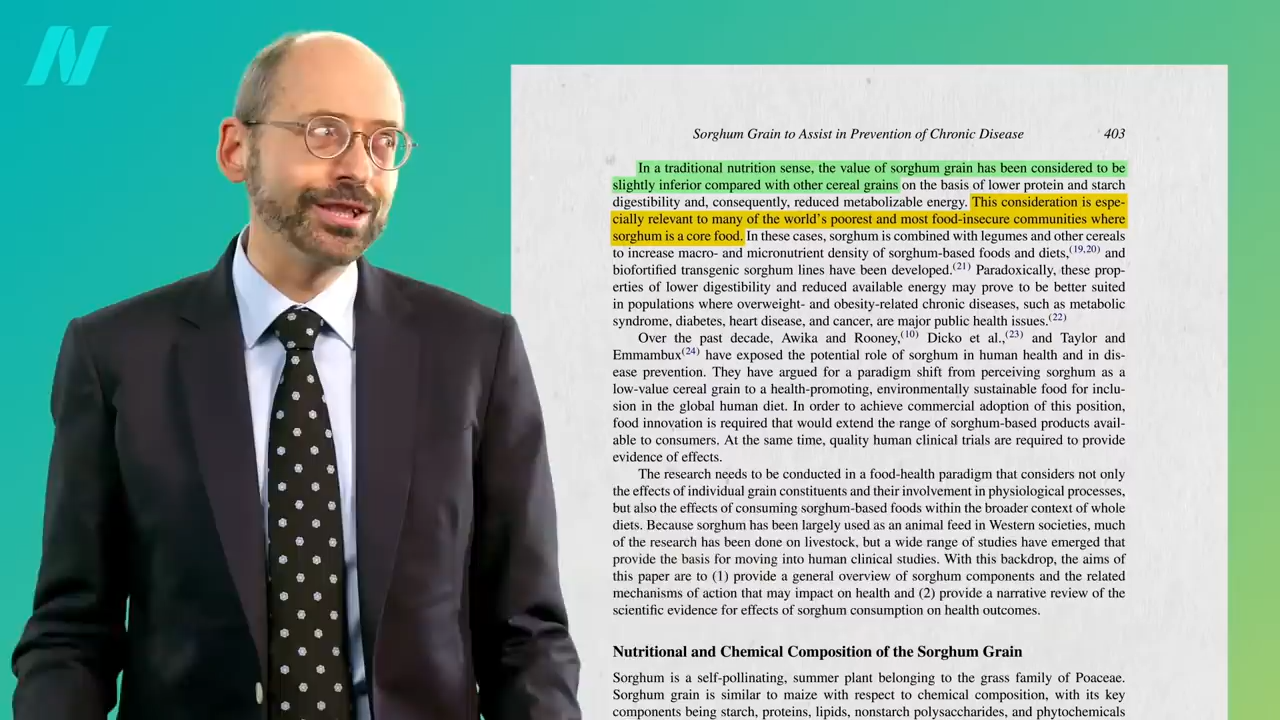 Sorghum Grain to Assist in Prevention of Chronic Disease 403
In a traditional nutrition sense, the value of sorghum grain has been considered to be
slightly inferior compared with other cereal grains on the basis of lower protein and starch
digestibility and, consequently, reduced metabolizable energy. This consideration is espe-
cially relevant to many of the world's poorest and most food-insecure communities where
sorghum is a core food. In these cases, sorghum is combined with legumes and other cereals
to increase macro- and micronutrient density of sorghum-based foods and diets,(19,20) and
biofortified transgenic sorghum lines have been developed.(21) Paradoxically, these prop-
erties of lower digestibility and reduced available energy may prove to be better suited
in populations where overweight- and obesity-related chronic diseases, such as metabolic
syndrome, diabetes, heart disease, and cancer, are major public health issues.(22)
Over the past decade, Awika and Rooney,(10) Dicko et al.,(23) and Taylor and
Emmambux(24) have exposed the potential role of sorghum in human health and in dis-
ease prevention. They have argued for a paradigm shift from perceiving sorghum as a
low-value cereal grain to a health-promoting, environmentally sustainable food for inclu-
sion in the global human diet. In order to achieve commercial adoption of this position,
food innovation is required that would extend the range of sorghum-based products avail-
able to consumers. At the same time, quality human clinical trials are required to provide
evidence of effects.
The research needs to be conducted in a food-health paradigm that considers not only
the effects of individual grain constituents and their involvement in physiological processes,
but also the effects of consuming sorghum-based foods within the broader context of whole
diets. Because sorghum has been largely used as an animal feed in Western societies, much
of the research has been done on livestock, but a wide range of studies have emerged that
provide the basis for moving into human clinical studies. With this backdrop, the aims of
this paper are to (1) provide a general overview of sorghum components and the related
mechanisms of action that may impact on health and (2) provide a narrative review of the
scientific evidence for effects of sorghum consumption on health outcomes.
Nutritional and Chemical Composition of the Sorghum Grain
Sorghum is a self-pollinating, summer plant belonging to the grass family of Poaceae.
Sorghum grain is similar to maize with respect to chemical composition, with its key
components being starch, proteins, lipids, nonstarch polysaccharides, and phytochemicals